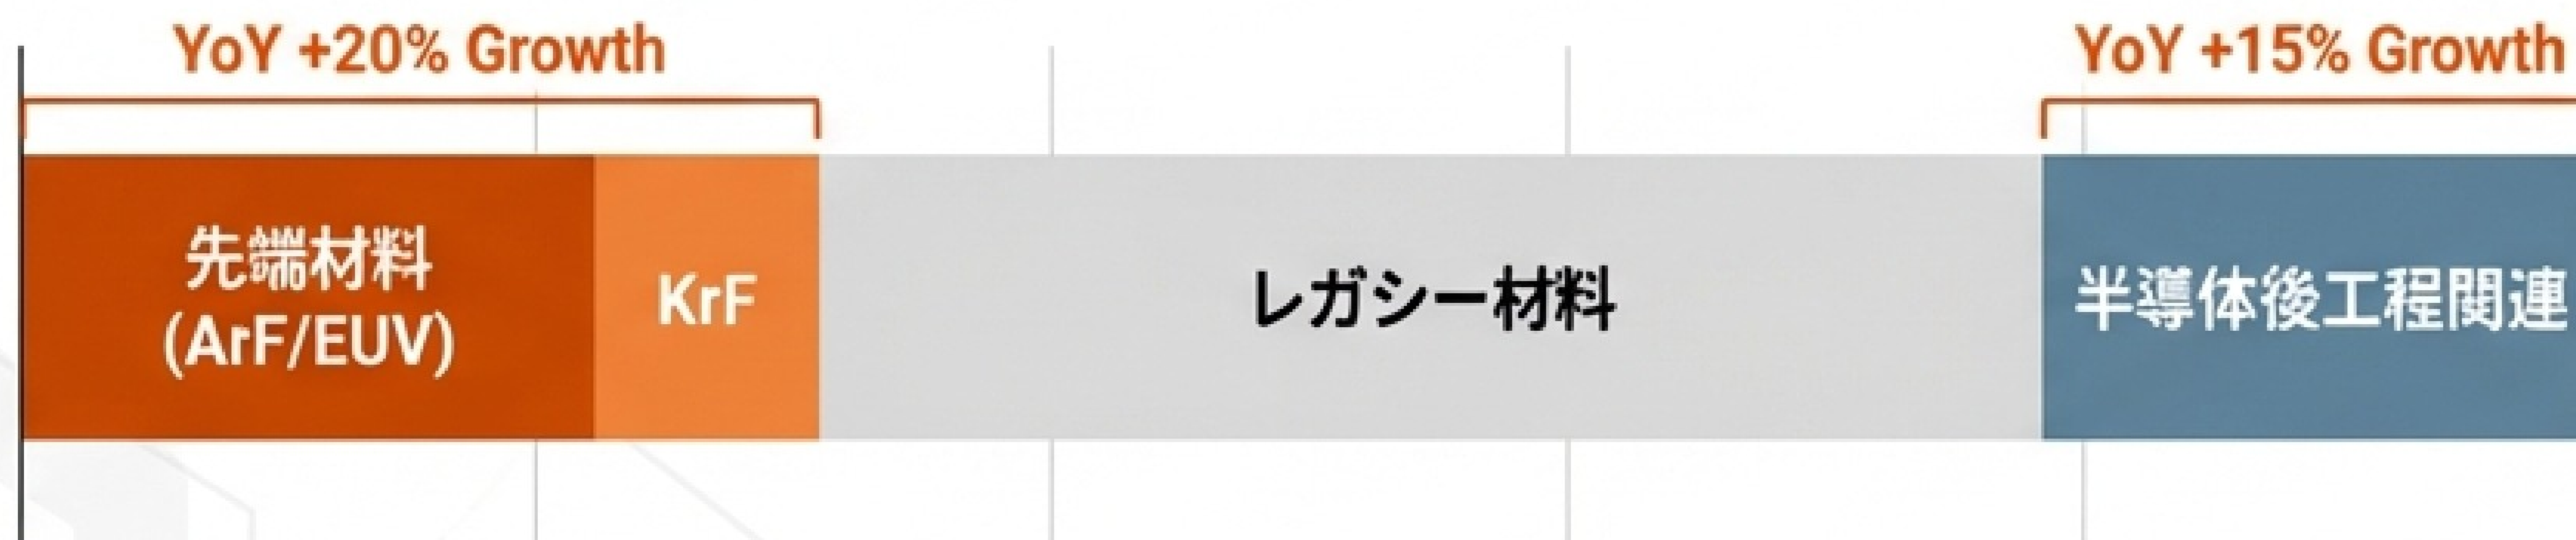 YoY +20% Growth
YoY +15% Growth
先端材料
(ArF/EUV)
KrF
レガシー材料
半導体後工程関連